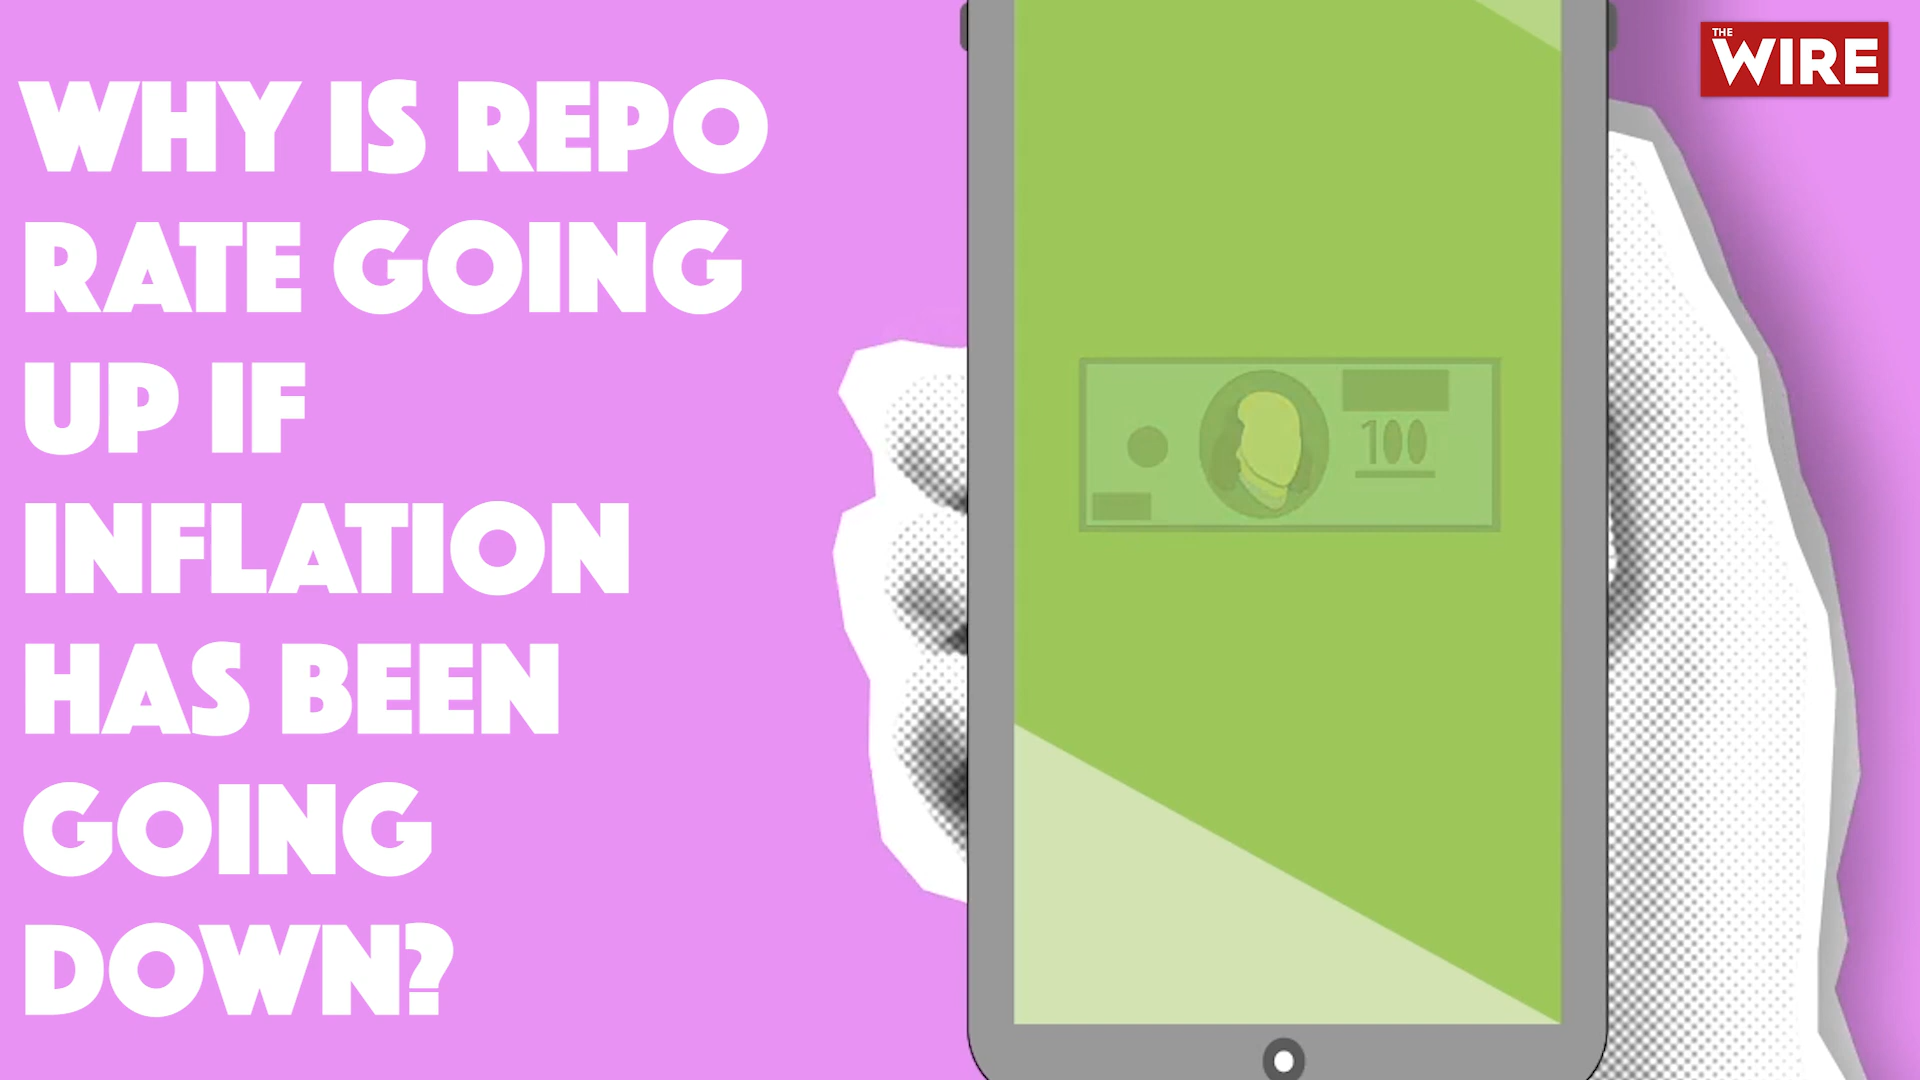 WHY IS REPO
RATE GOING
UP IF
INFLATION
HAS BEEN
GOING
DOWN?
THE
WIRE
100